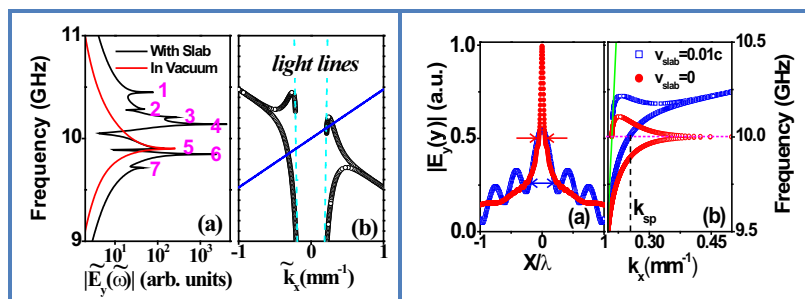 11
10
9
Frequency (GHz)
With Slab
In Vacuum
1
2
3
4
5
6
7
(a)
10¹ 10² 10³
|Ẽy(ω̃)| (arb. units)
light lines
(b)
-1 0 1
k̃x(mm⁻¹)
1.0
0.5
0.0
|Ey(y)| (a.u.)
(a)
-1 0 1
X/λ
vslab=0.01c
vslab=0
ksp
(b)
0.30 0.45
kx(mm⁻¹)
10.5
10.0
9.5
Frequency (GHz)